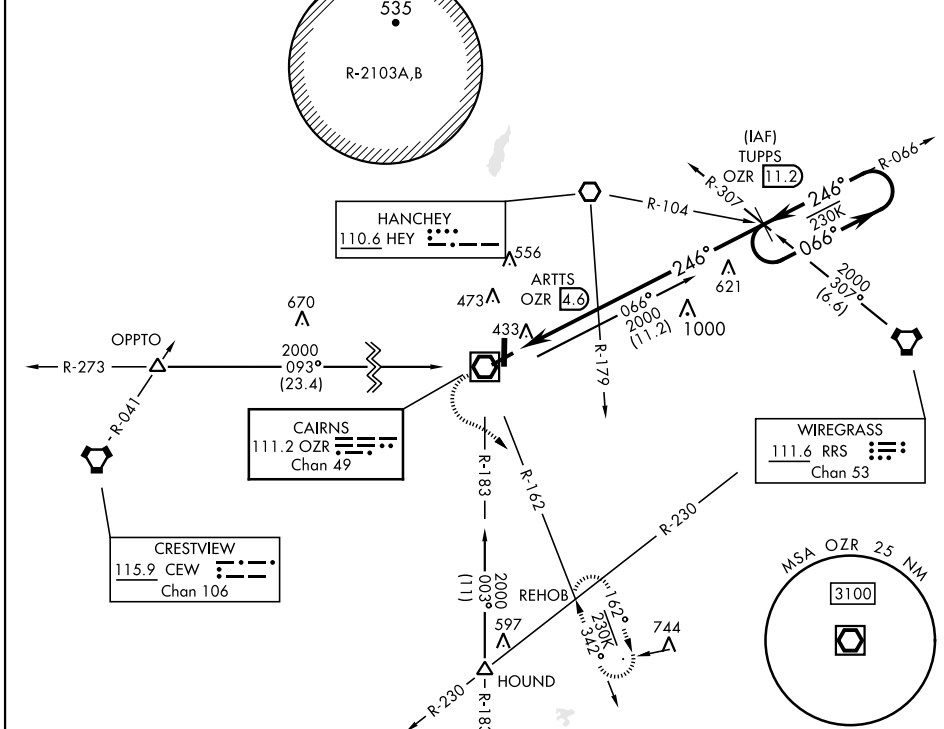 535
R-2103A,B
(IAF)
TUPPS
OZR 11.2
R-066
R-307
246°
230K
066°
HANCHEY
110.6 HEY
R-104
556
ARTTS
OZR 4.6
473
433
246°
066°
2000
(11.2)
621
1000
2000
307°
(6.6)
670
OPPTO
R-273
2000
093°
(23.4)
R-179
R-041
CAIRNS
111.2 OZR
Chan 49
R-183
R-162
WIREGRASS
111.6 RRS
Chan 53
R-230
CRESTVIEW
115.9 CEW
Chan 106
2000
003°
(11)
REHOB
162°
230K
342°
597
744
HOUND
R-230
R-183
MSA OZR 25 NM
3100